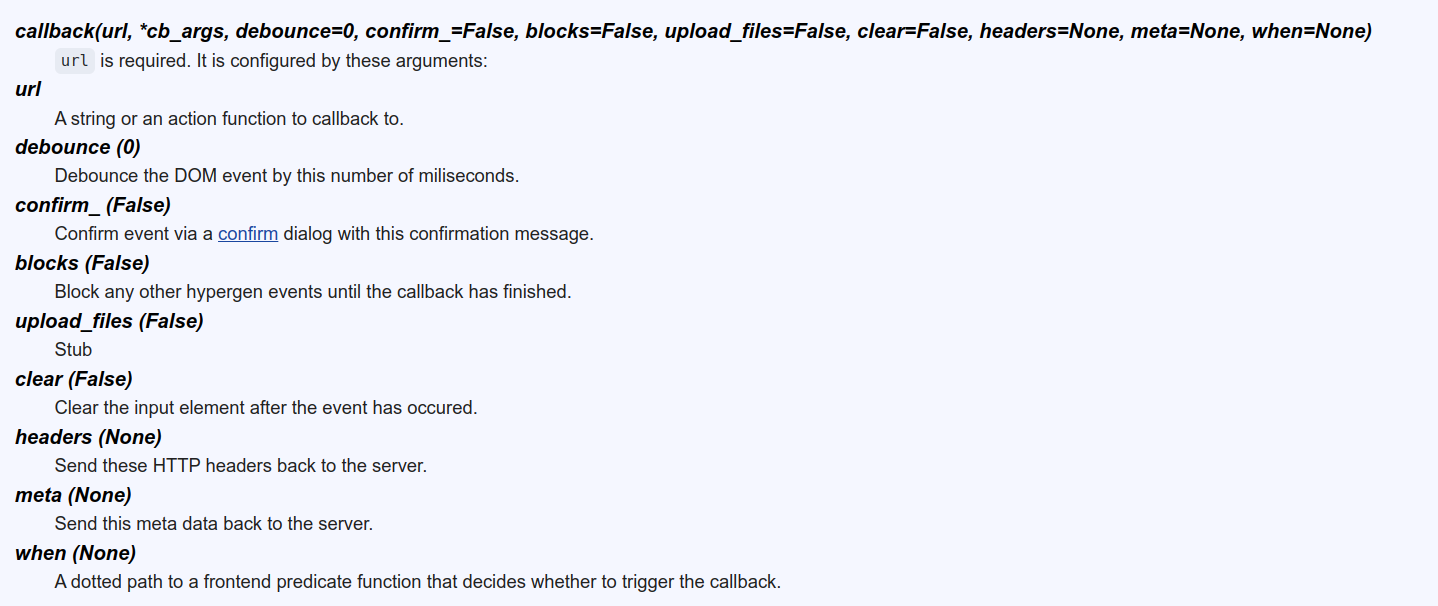 callback(url, *cb_args, debounce=0, confirm_=False, blocks=False, upload_files=False, clear=False, headers=None, meta=None, when=None)
url is required. It is configured by these arguments:
url
A string or an action function to callback to.
debounce (0)
Debounce the DOM event by this number of miliseconds.
confirm_ (False)
Confirm event via a confirm dialog with this confirmation message.
blocks (False)
Block any other hypergen events until the callback has finished.
upload_files (False)
Stub
clear (False)
Clear the input element after the event has occured.
headers (None)
Send these HTTP headers back to the server.
meta (None)
Send this meta data back to the server.
when (None)
A dotted path to a frontend predicate function that decides whether to trigger the callback.